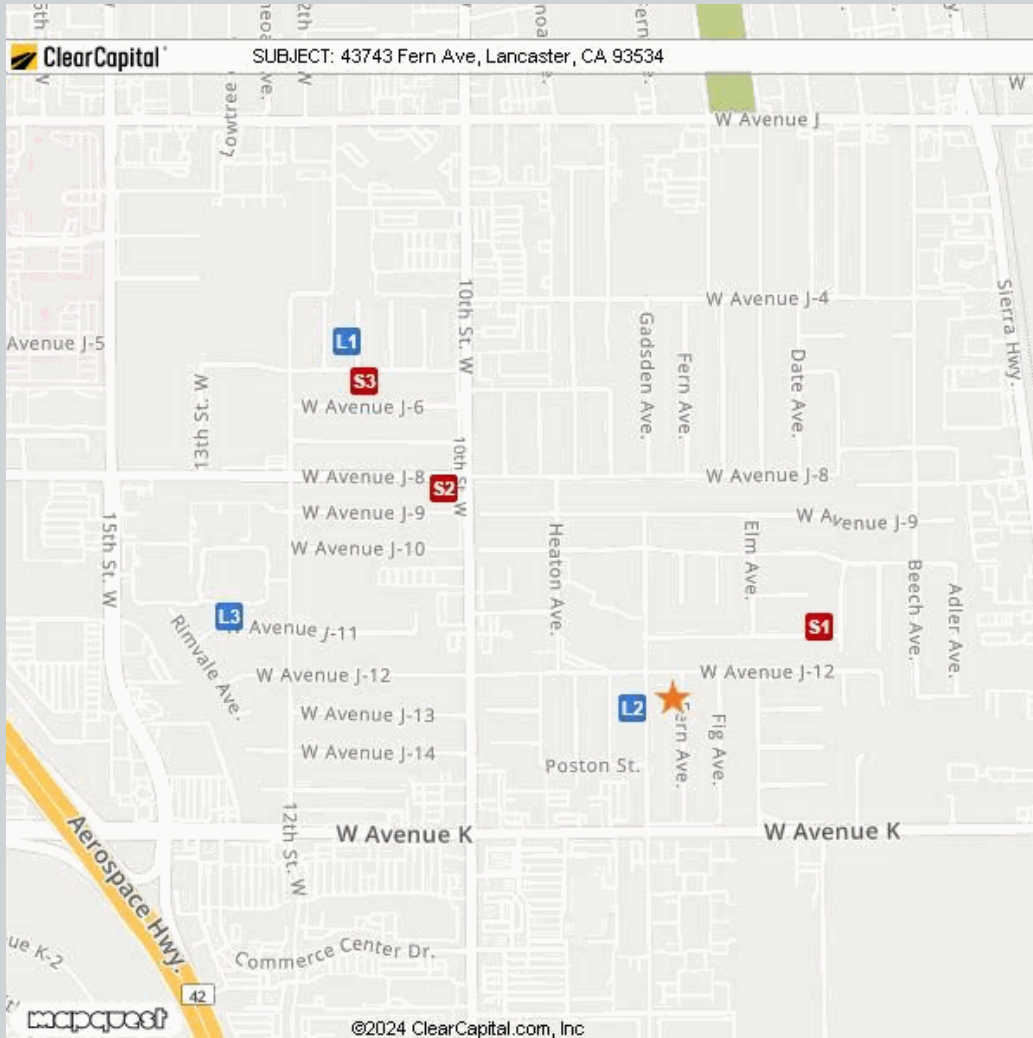 ClearCapital
SUBJECT: 43743 Fern Ave, Lancaster, CA 93534
W
W Avenue J
W Avenue J-4
10th St. W
Sierra Hwy.
Gadsden Ave.
Fern Ave.
Date Ave.
Avenue J-5
L1
S3
W Avenue J-6
13th St. W
10th St. W
W Avenue J-8
W Avenue J-8
S2
W Avenue J-9
W Avenue J-9
15th St. W
W Avenue J-10
Heaton Ave.
Elm Ave.
Beech Ave.
Adler Ave.
L3
W Avenue J-11
S1
Rimvale Ave.
W Avenue J-12
W Avenue J-12
L2
W Avenue J-13
Fern Ave.
Fig Ave.
W Avenue J-14
Poston St.
12th St. W
W Avenue K
W Avenue K
Aerospace Hwy.
Commerce Center Dr.
ue K-2
42
mapquest
©2024 ClearCapital.com, Inc